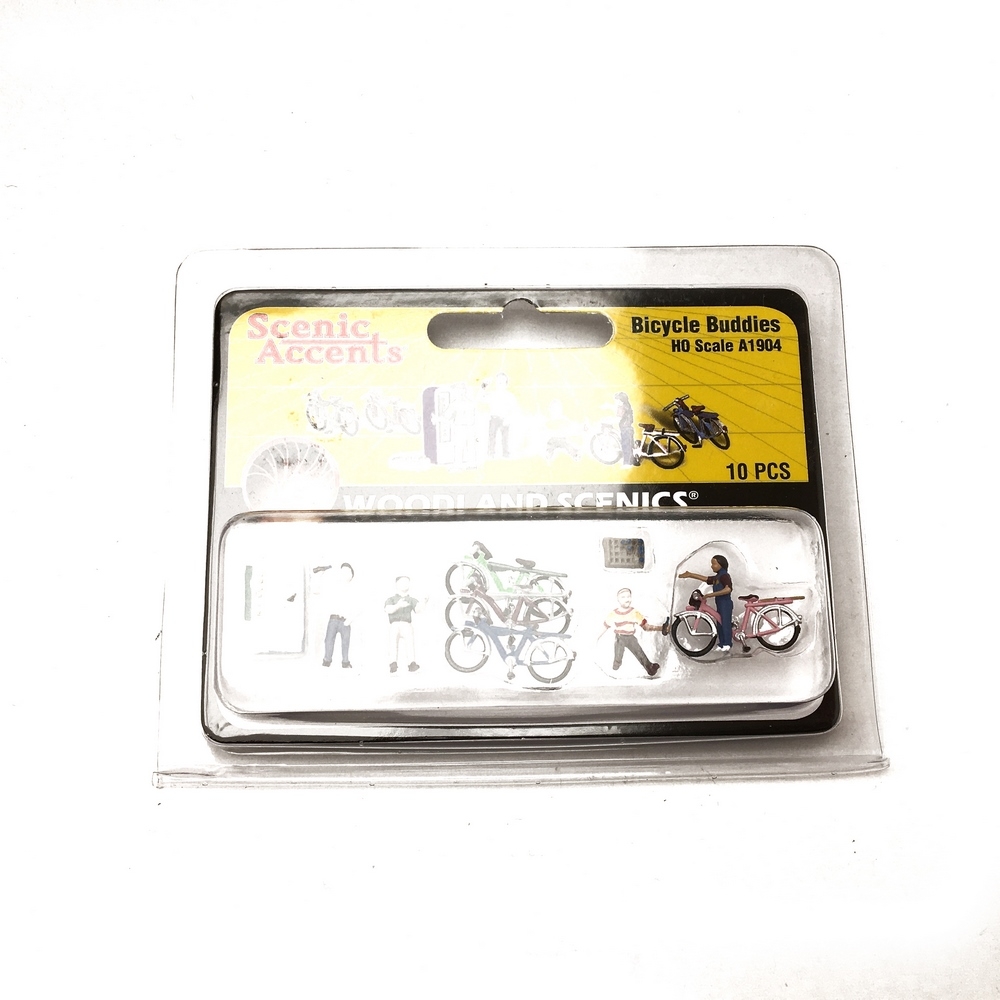 Scenic
Accents®
Bicycle Buddies
HO Scale A1904
10 PCS
WOODLAND SCENICS®